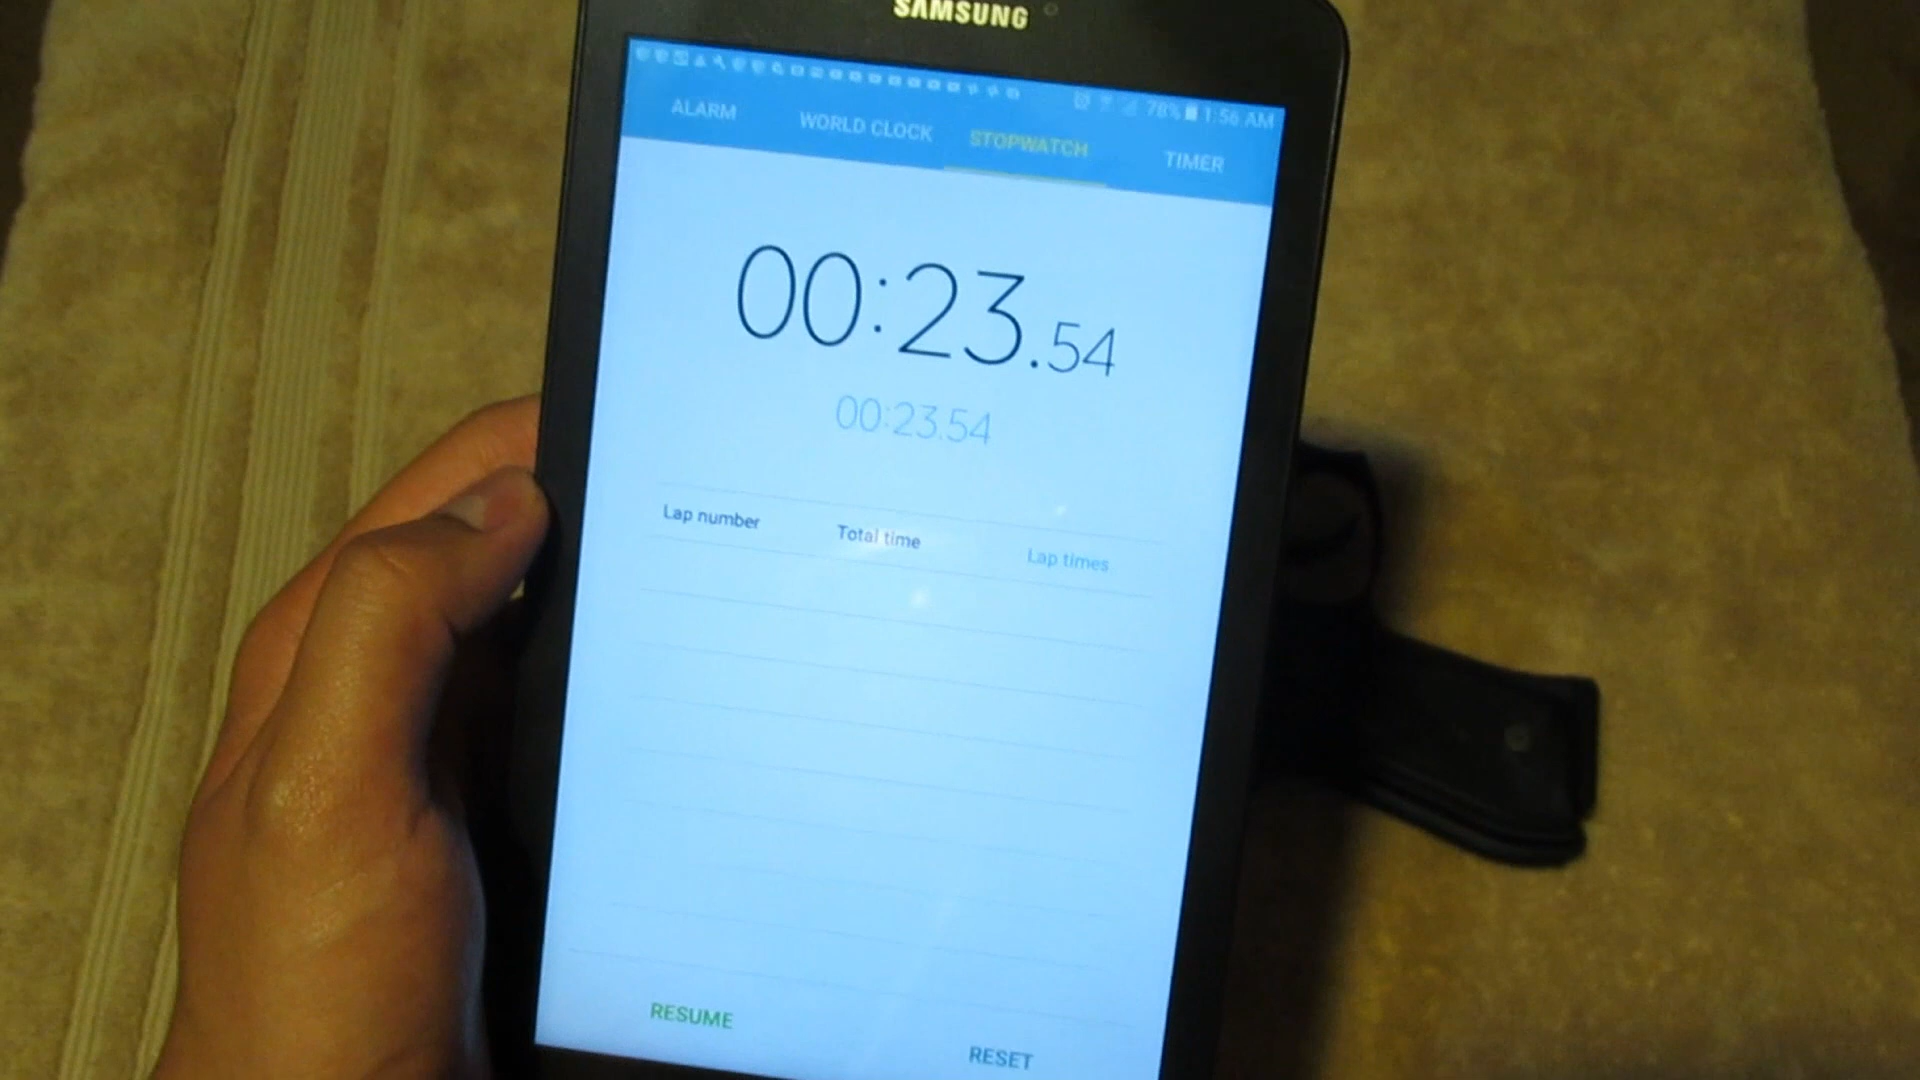 SAMSUNG
78% 1:56 AM
ALARM WORLD CLOCK STOPWATCH TIMER
00:23.54
00:23.54
Lap number Total time Lap times
RESUME RESET